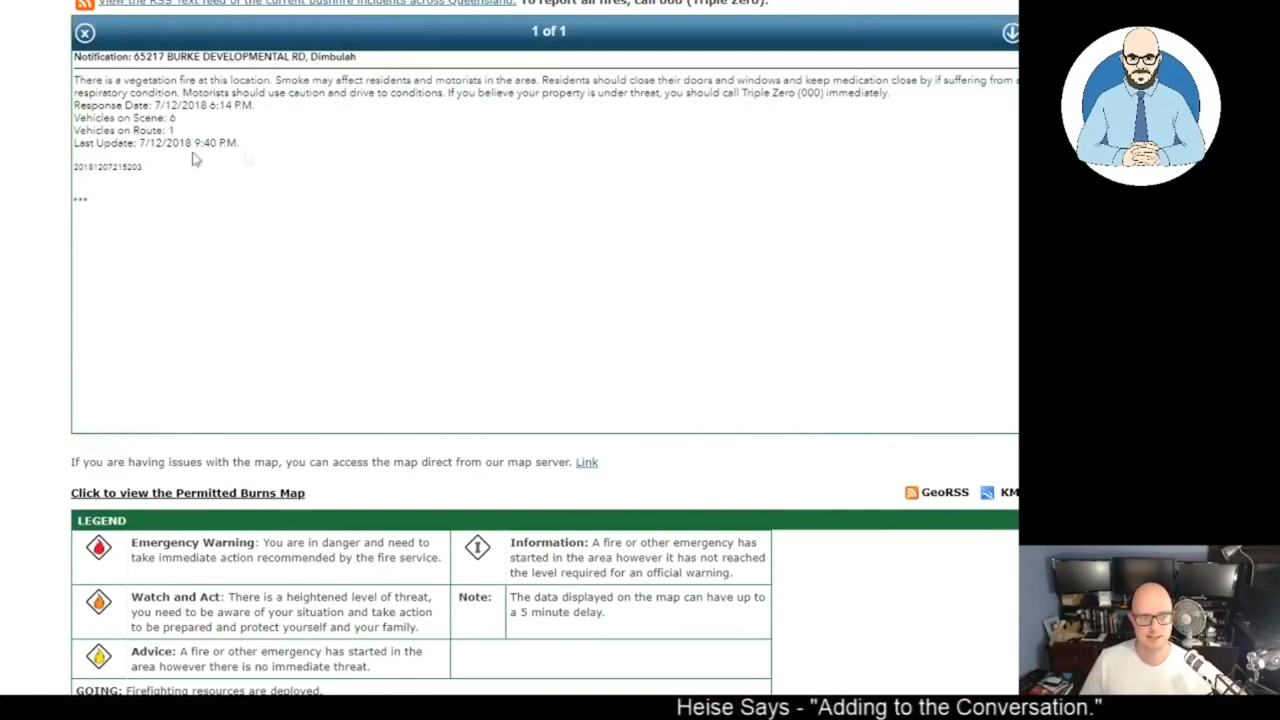 View the RSS Text feed of the current bushfire incidents across Queensland. To report all fires, call 000 (Triple Zero).
1 of 1
Notification: 65217 BURKE DEVELOPMENTAL RD, Dimbulah
There is a vegetation fire at this location. Smoke may affect residents and motorists in the area. Residents should close their doors and windows and keep medication close by if suffering from a
respiratory condition. Motorists should use caution and drive to conditions. If you believe your property is under threat, you should call Triple Zero (000) immediately.
Response Date: 7/12/2018 6:14 P.M.
Vehicles on Scene: 6
Vehicles on Route: 1
Last Update: 7/12/2018 9:40 P.M.
20181207215203
***
If you are having issues with the map, you can access the map direct from our map server. Link
Click to view the Permitted Burns Map
GeoRSS KM
LEGEND
Emergency Warning: You are in danger and need to
take immediate action recommended by the fire service.
Information: A fire or other emergency has
started in the area however it has not reached
the level required for an official warning.
Watch and Act: There is a heightened level of threat,
you need to be aware of your situation and take action
to be prepared and protect yourself and your family.
Note: The data displayed on the map can have up to
a 5 minute delay.
Advice: A fire or other emergency has started in the
area however there is no immediate threat.
GOING: Firefighting resources are deployed.
Heise Says - "Adding to the Conversation."